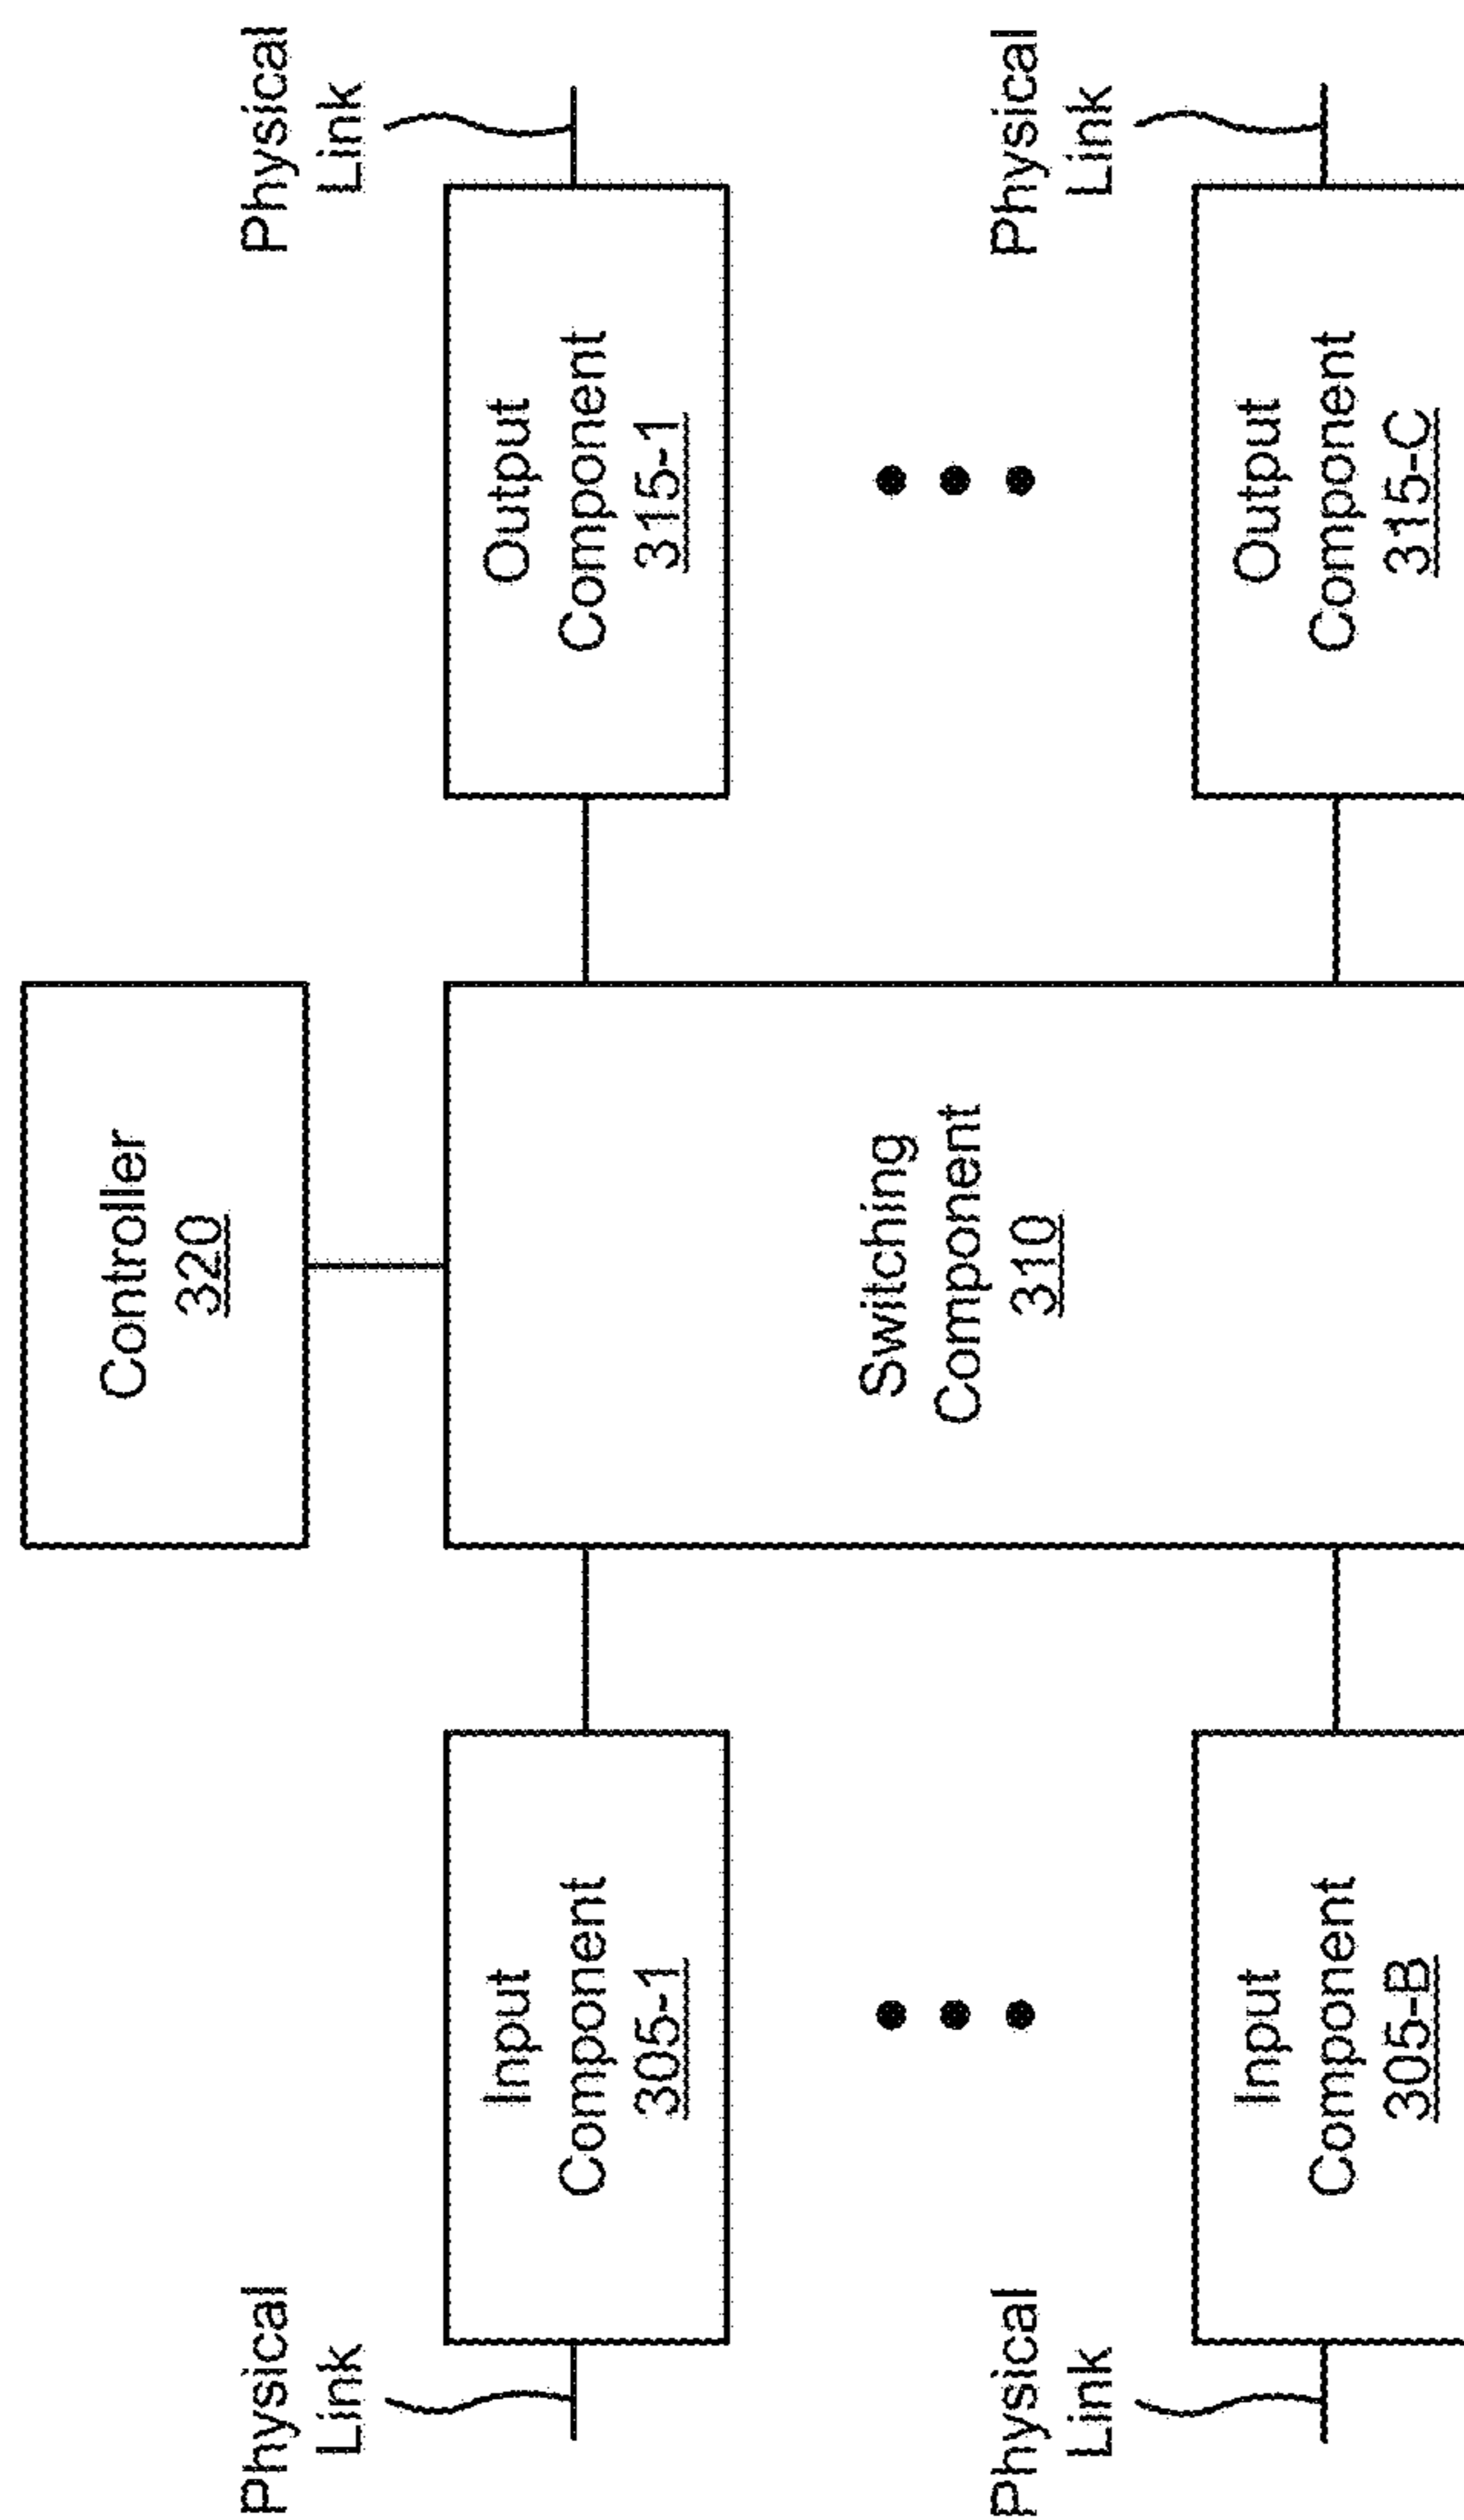 Controller
320
Physical
Link
Physical
Link
Input
Component
305-1
Switching
Component
310
Output
Component
315-1
Physical
Link
Physical
Link
Input
Component
305-B
Output
Component
315-C